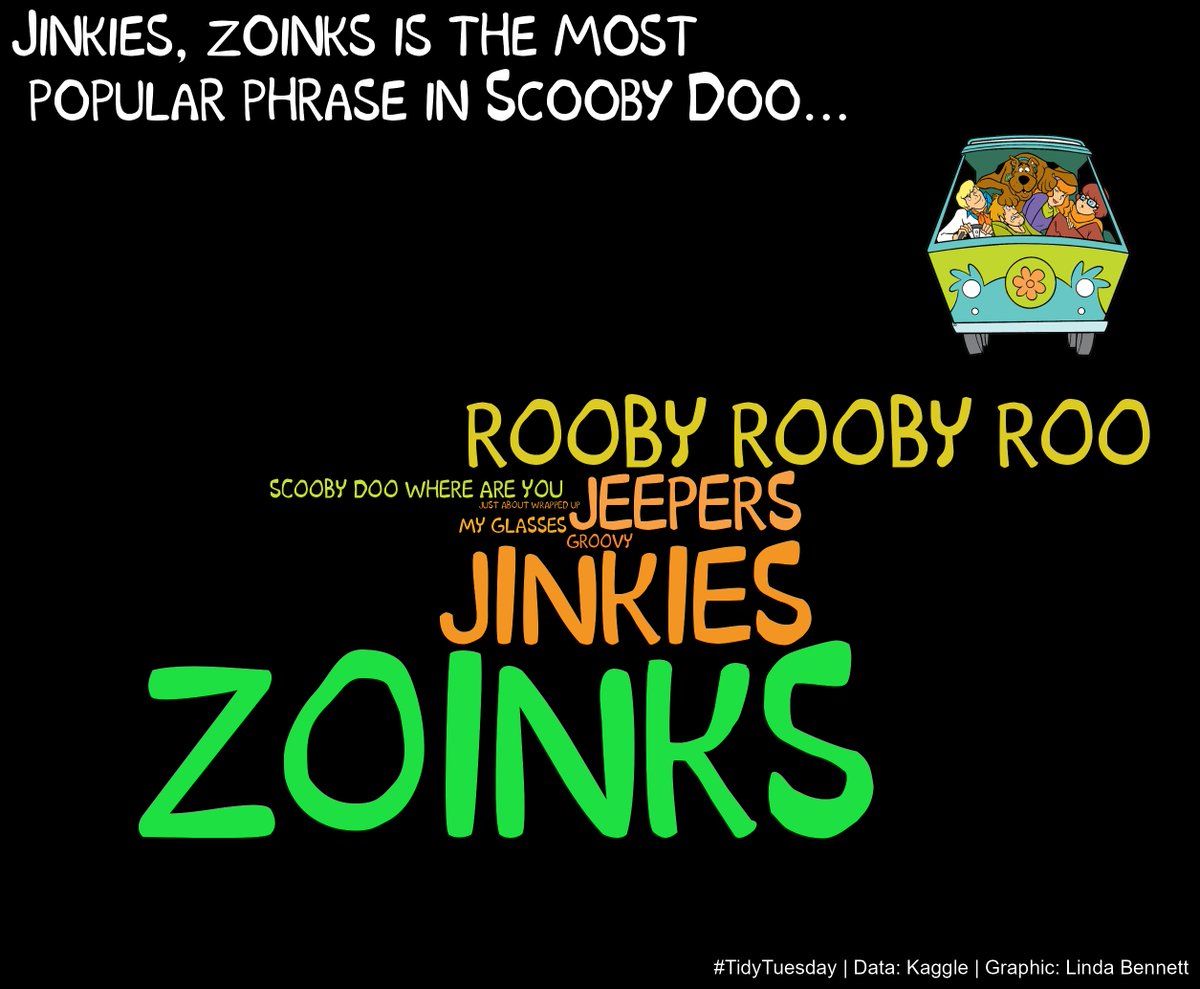 Jinkies, zoinks is the most
popular phrase in Scooby Doo...
ROOBY ROOBY ROO
SCOOBY DOO WHERE ARE YOU
JUST ABOUT WRAPPED UP
JEEPERS
MY GLASSES
GROOVY
JINKIES
ZOINKS
#TidyTuesday | Data: Kaggle | Graphic: Linda Bennett